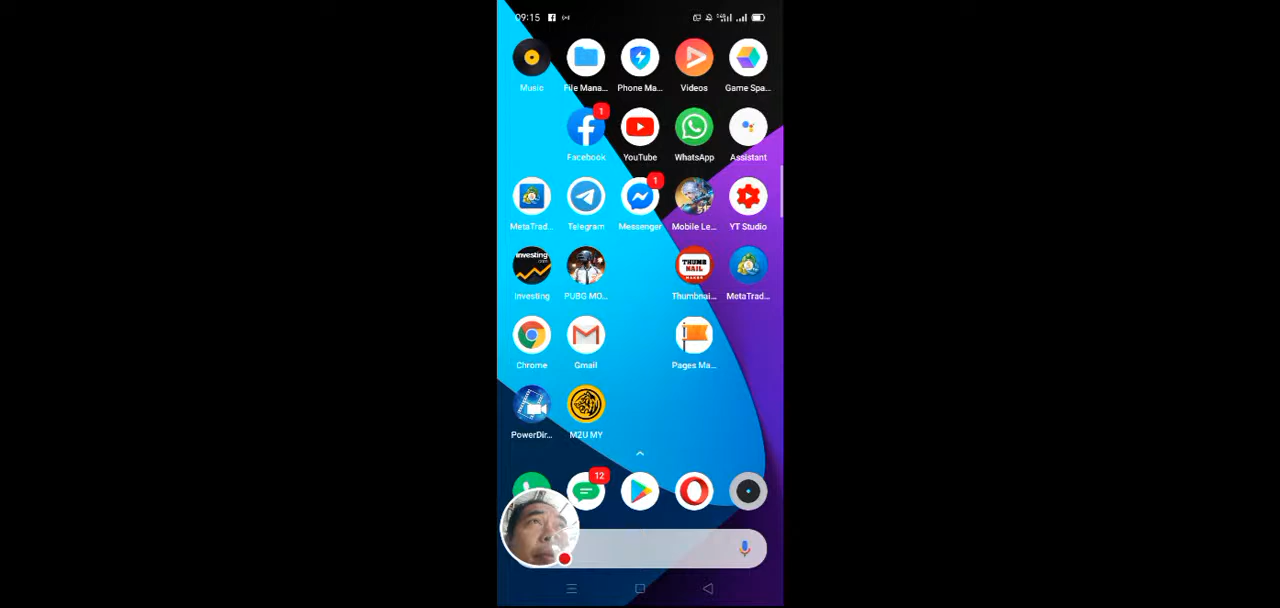 09:15
Music File Mana... Phone Ma... Videos Game Spa...
1
Facebook YouTube WhatsApp Assistant
1
MetaTrad... Telegram Messenger Mobile Le... YT Studio
Investing
THUMB
NAIL
MAKER
Investing PUBG MO... Thumbnai... MetaTrad...
Chrome Gmail Pages Ma...
PowerDir... M2U MY
12